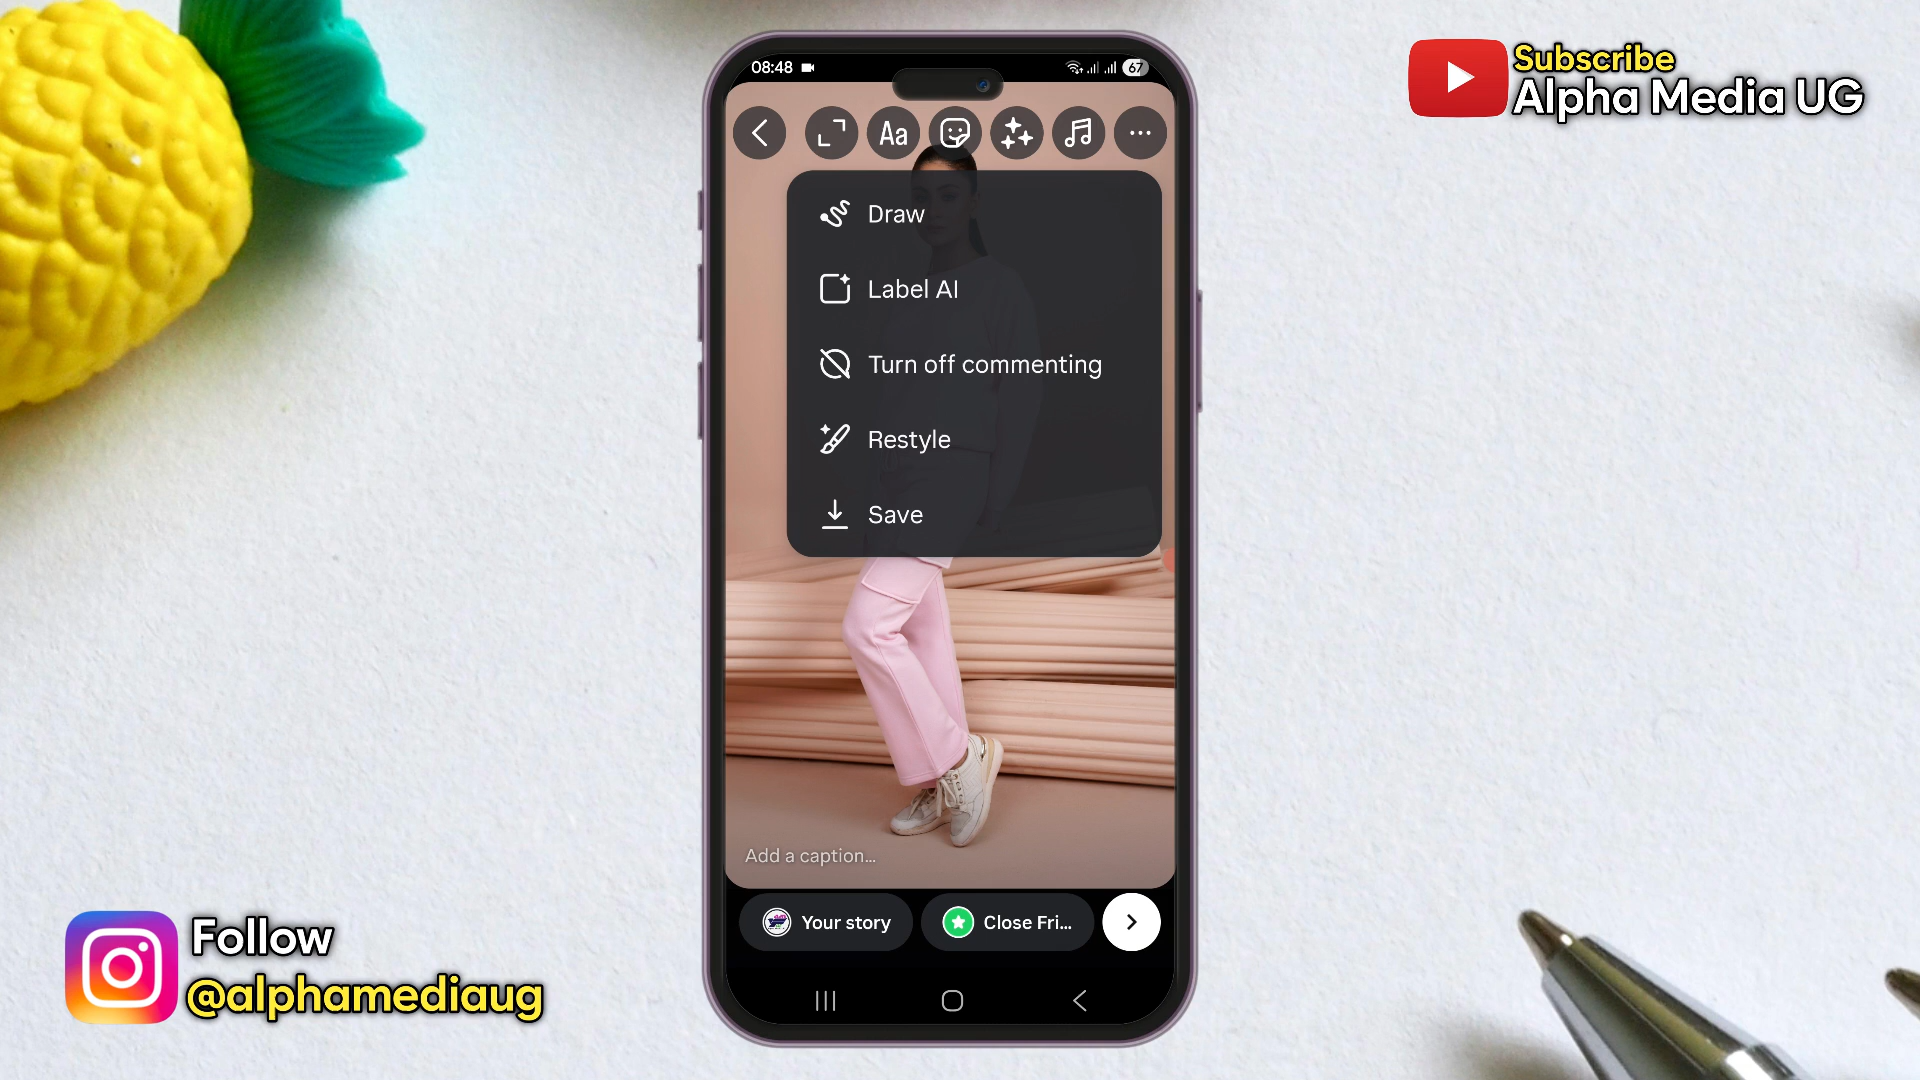 Subscribe
Alpha Media UG
08:48
67
Aa
Draw
Label AI
Turn off commenting
Restyle
Save
Add a caption...
Your story
Close Fri...
Follow
@alphamediaug